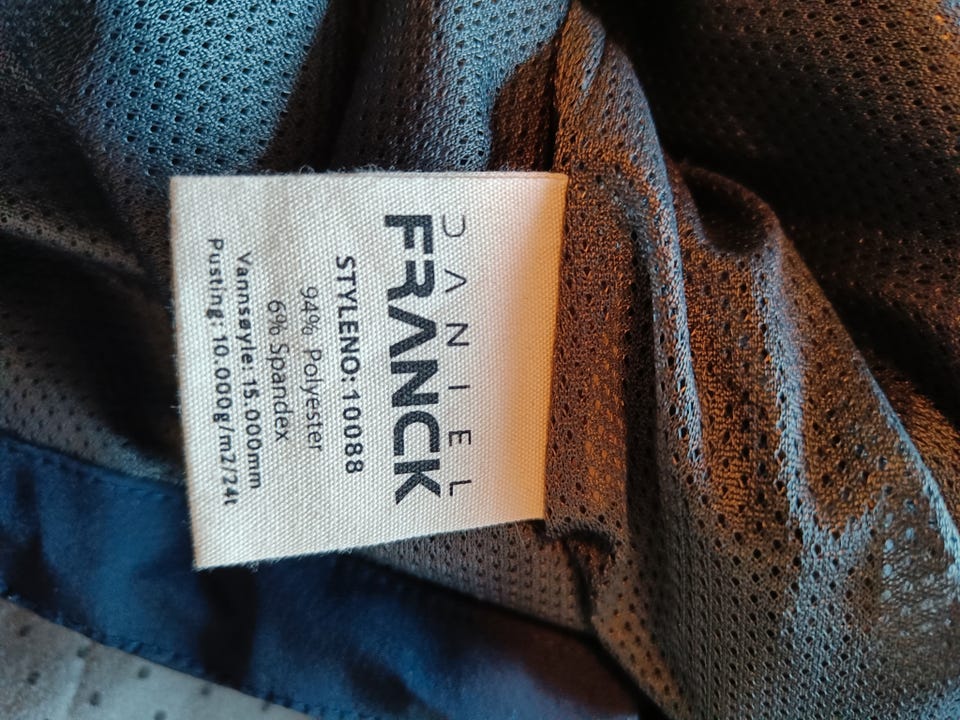 DANIEL
FRANCK
STYLENO: 10088
94% Polyester
6% Spandex
Vannsøyle: 15.000mm
Pusting: 10.000g/m2/24t